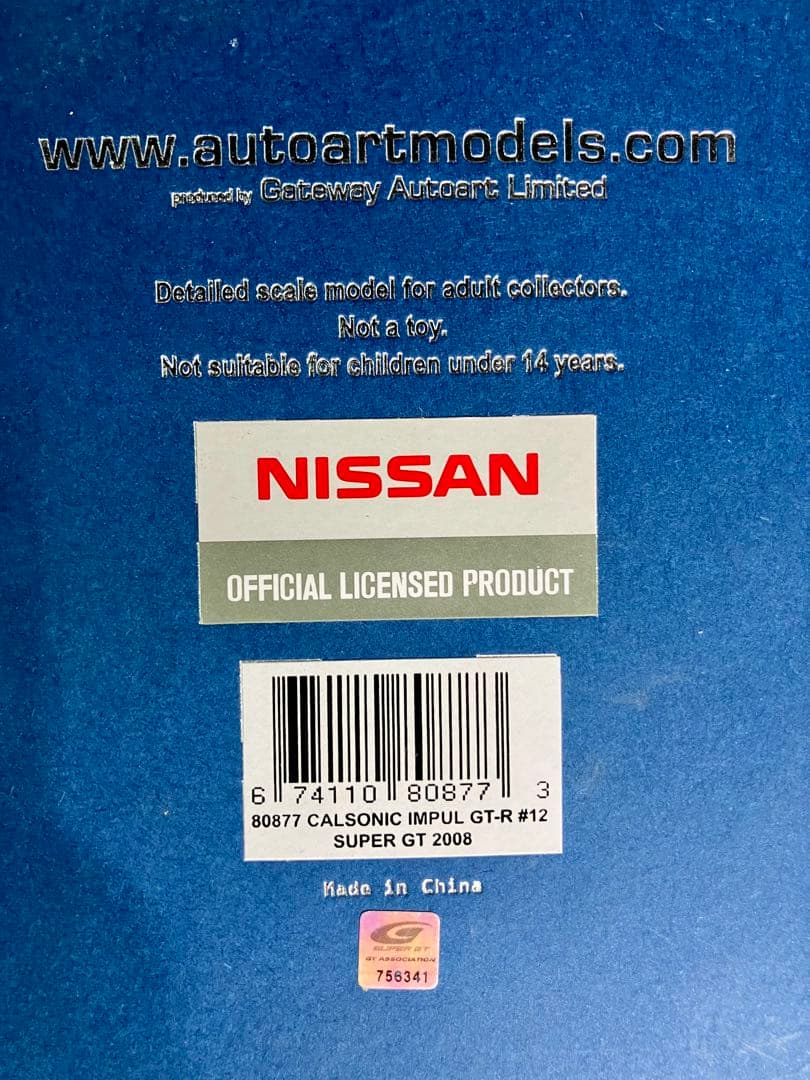 www.autoartmodels.com
produced by Gateway Autoart Limited
Detailed scale model for adult collectors.
Not a toy.
Not suitable for children under 14 years.
NISSAN
OFFICIAL LICENSED PRODUCT
6 74110 80877 3
80877 CALSONIC IMPUL GT-R #12
SUPER GT 2008
Made in China
SUPER GT
GT ASSOCIATION
756341